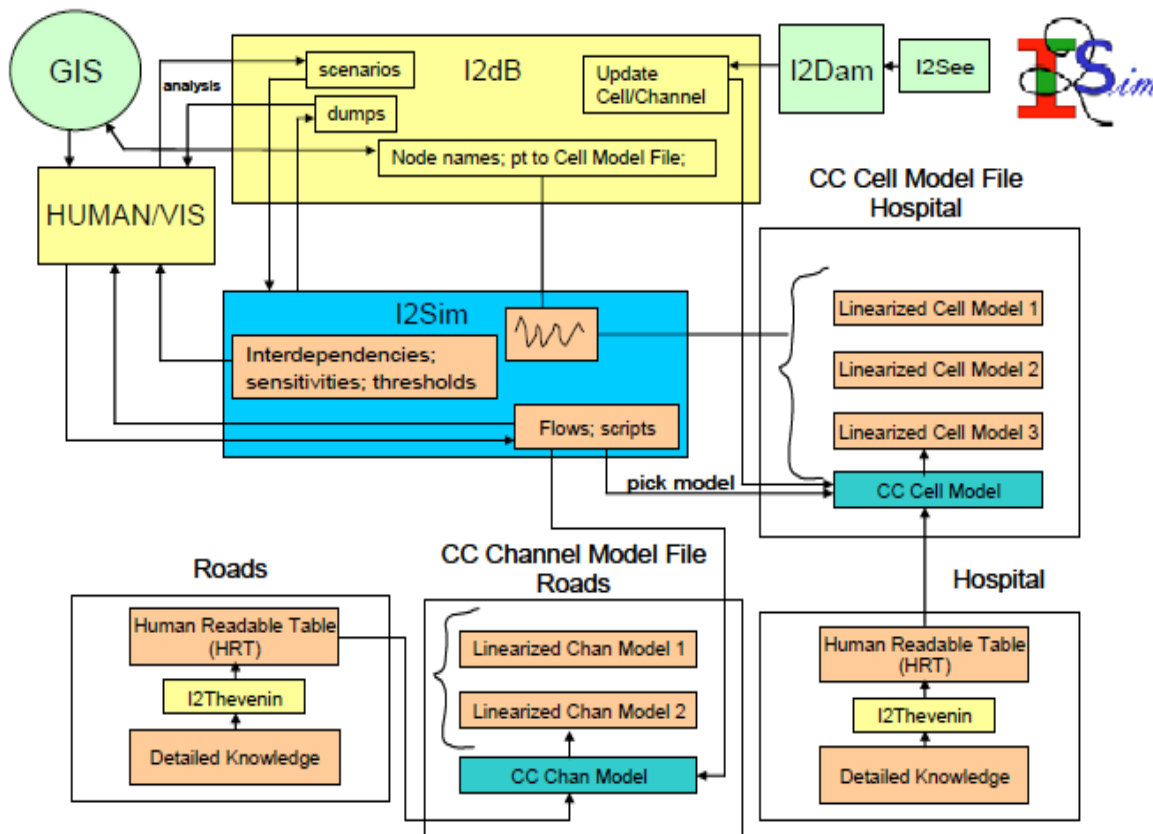 GIS
analysis
scenarios
I2dB
dumps
Update
Cell/Channel
I2Dam
I2See
I Sim
Node names; pt to Cell Model File;
HUMAN/VIS
CC Cell Model File
Hospital
I2Sim
Interdependencies;
sensitivities; thresholds
Flows; scripts
pick model
Linearized Cell Model 1
Linearized Cell Model 2
Linearized Cell Model 3
CC Cell Model
Roads
Human Readable Table
(HRT)
I2Thevenin
Detailed Knowledge
CC Channel Model File
Roads
Linearized Chan Model 1
Linearized Chan Model 2
CC Chan Model
Hospital
Human Readable Table
(HRT)
I2Thevenin
Detailed Knowledge